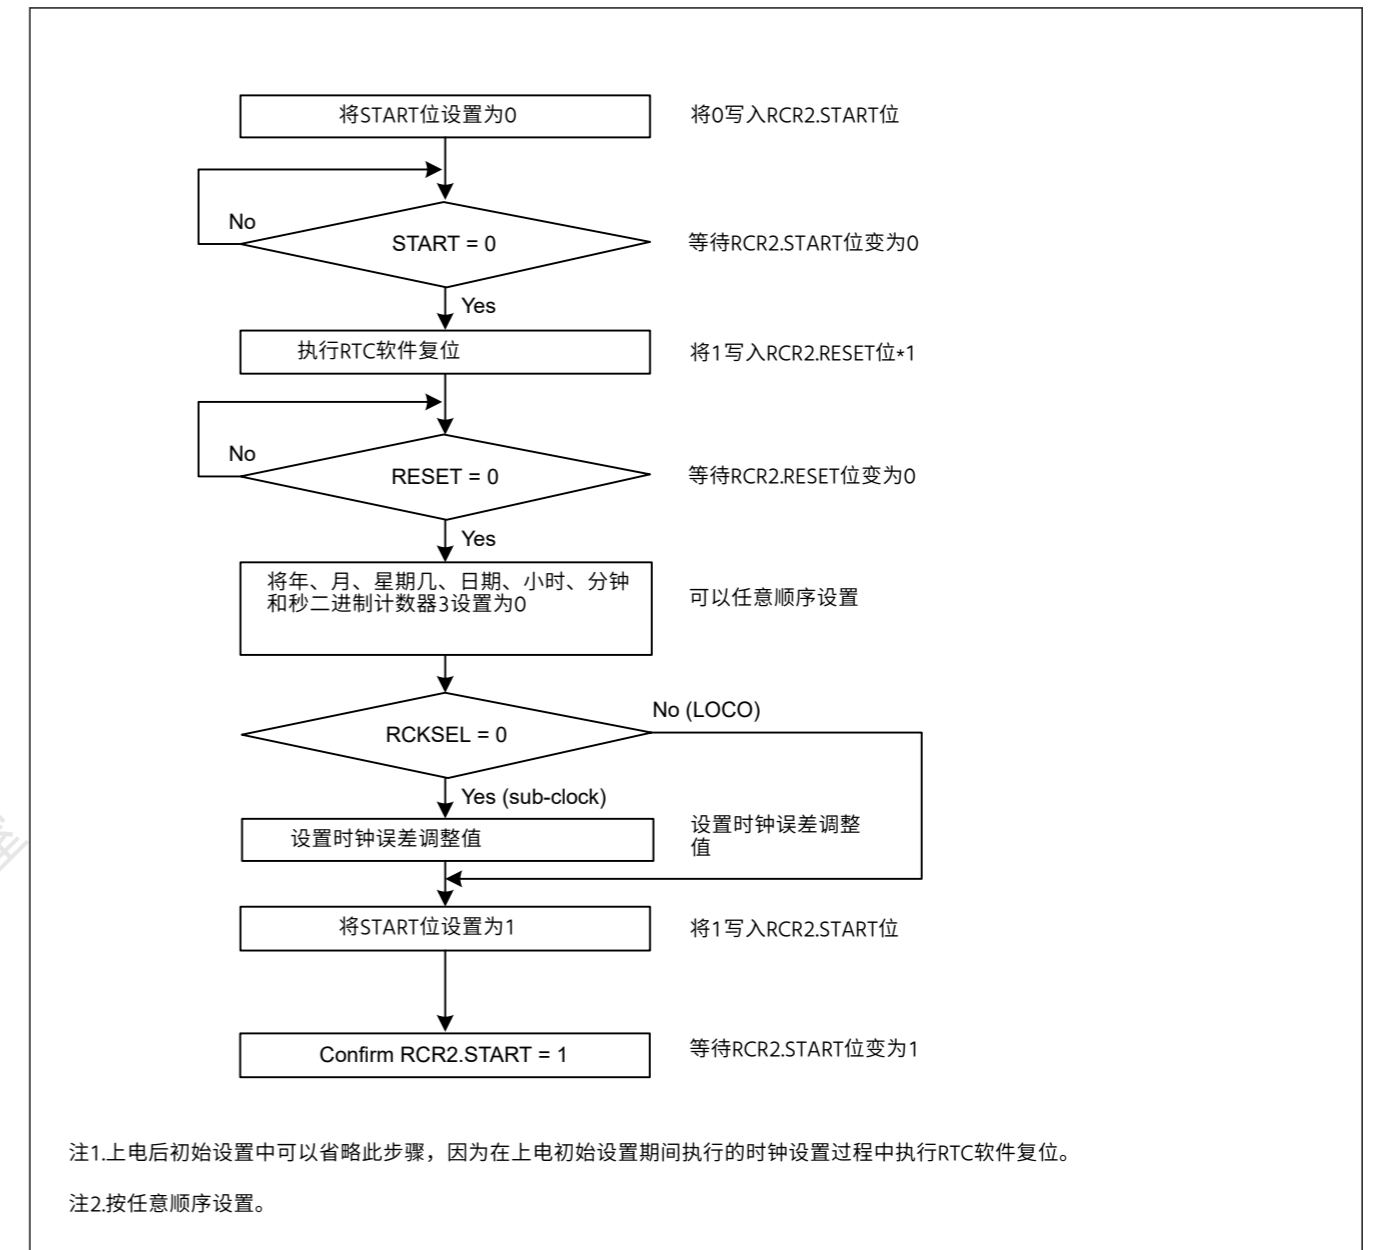 将START位设置为0
将0写入RCR2.START位
No
START = 0
等待RCR2.START位变为0
Yes
执行RTC软件复位
将1写入RCR2.RESET位*1
No
RESET = 0
等待RCR2.RESET位变为0
Yes
将年、月、星期几、日期、小时、分钟
和秒二进制计数器3设置为0
可以任意顺序设置
No (LOCO)
RCKSEL = 0
Yes (sub-clock)
设置时钟误差调整值
设置时钟误差调整
值
将START位设置为1
将1写入RCR2.START位
Confirm RCR2.START = 1
等待RCR2.START位变为1
注1.上电后初始设置中可以省略此步骤，因为在上电初始设置期间执行的时钟设置过程中执行RTC软件复位。
注2.按任意顺序设置。